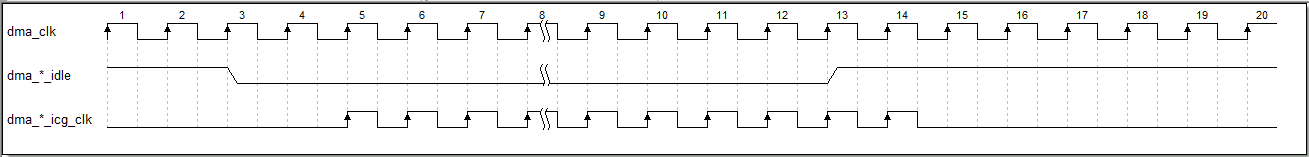 1 2 3 4 5 6 7 8 9 10 11 12 13 14 15 16 17 18 19 20
dma_clk
dma_*_idle
dma_*_icg_clk